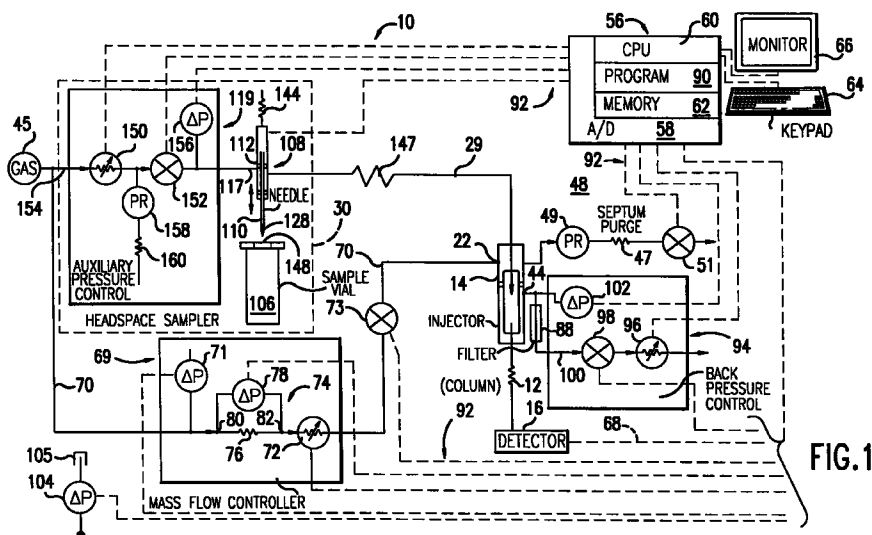 10
56
60
CPU
MONITOR
66
PROGRAM
90
MEMORY
62
64
A/D
58
KEYPAD
92
92
144
ΔP
119
156
45
GAS
150
112
108
147
29
154
117
152
NEEDLE
PR
158
110
128
30
160
148
AUXILIARY
PRESSURE
CONTROL
106
SAMPLE
VIAL
HEADSPACE SAMPLER
70
73
22
14
44
48
49
SEPTUM
PURGE
PR
47
51
ΔP
102
INJECTOR
88
98
96
94
FILTER
100
12
(COLUMN)
BACK
PRESSURE
CONTROL
16
DETECTOR
68
92
69
71
ΔP
78
ΔP
74
70
80
82
76
72
MASS FLOW CONTROLLER
105
104
ΔP
FIG.1